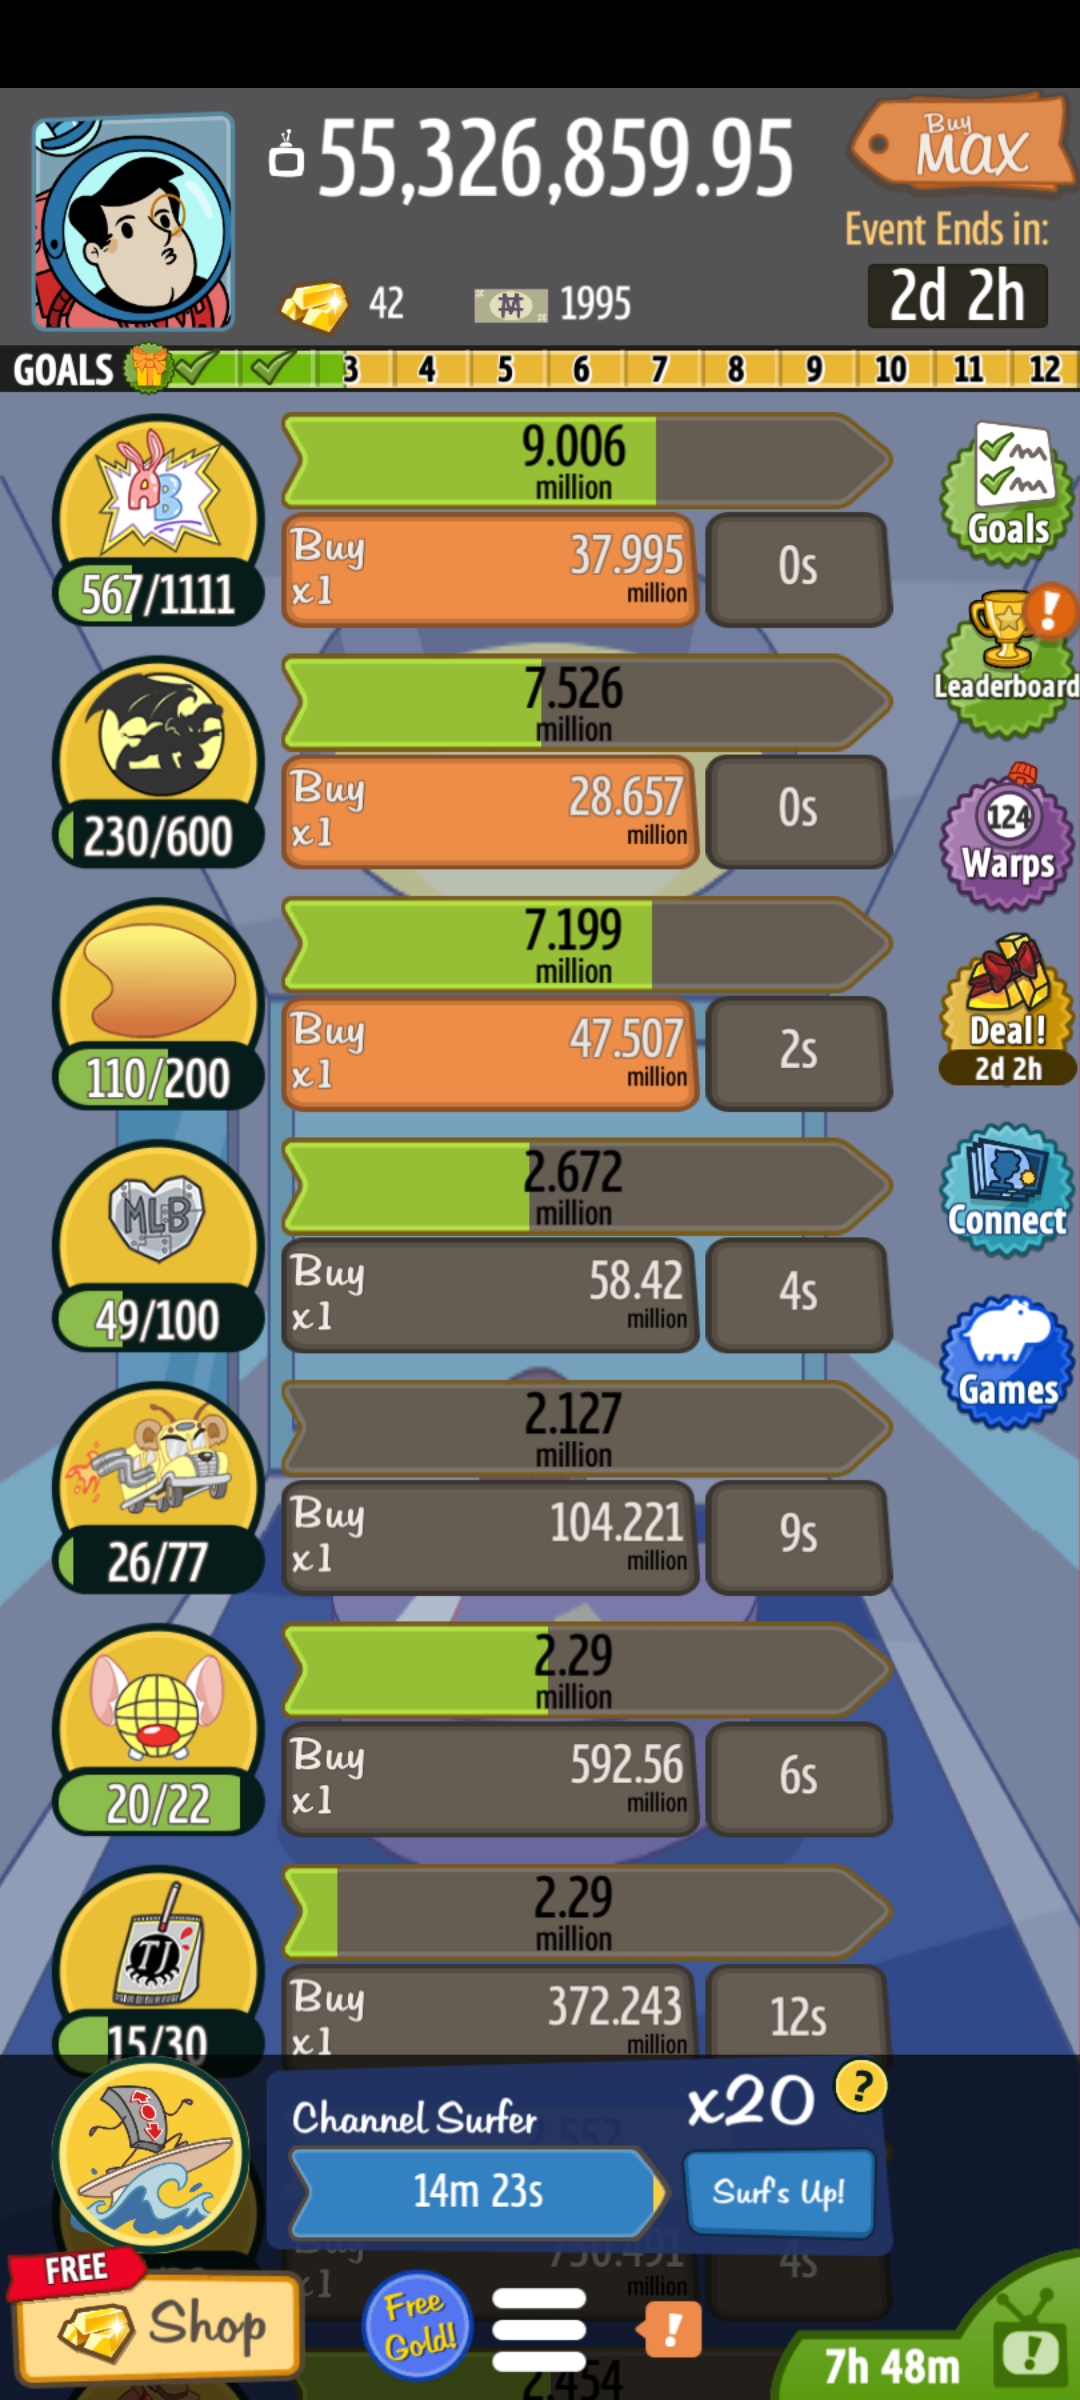 55,326,859.95
Buy
MAX
Event Ends in:
2d 2h
42
1995
GOALS 3 4 5 6 7 8 9 10 11 12
AB
9.006
million
Buy
x1
37.995
million
0s
567/1111
Goals
7.526
million
Buy
x1
28.657
million
0s
230/600
!
Leaderboard
124
Warps
7.199
million
Buy
x1
47.507
million
2s
110/200
Deal!
2d 2h
MLB
2.672
million
Buy
x1
58.42
million
4s
49/100
Connect
2.127
million
Buy
x1
104.221
million
9s
26/77
Games
2.29
million
Buy
x1
592.56
million
6s
20/22
TJ
2.29
million
Buy
x1
372.243
million
12s
15/30
Channel Surfer
x20
?
2.552
14m 23s
Surf's Up!
Buy
x1
730.491
million
4s
FREE
Shop
Free
Gold!
!
2.454
7h 48m
!